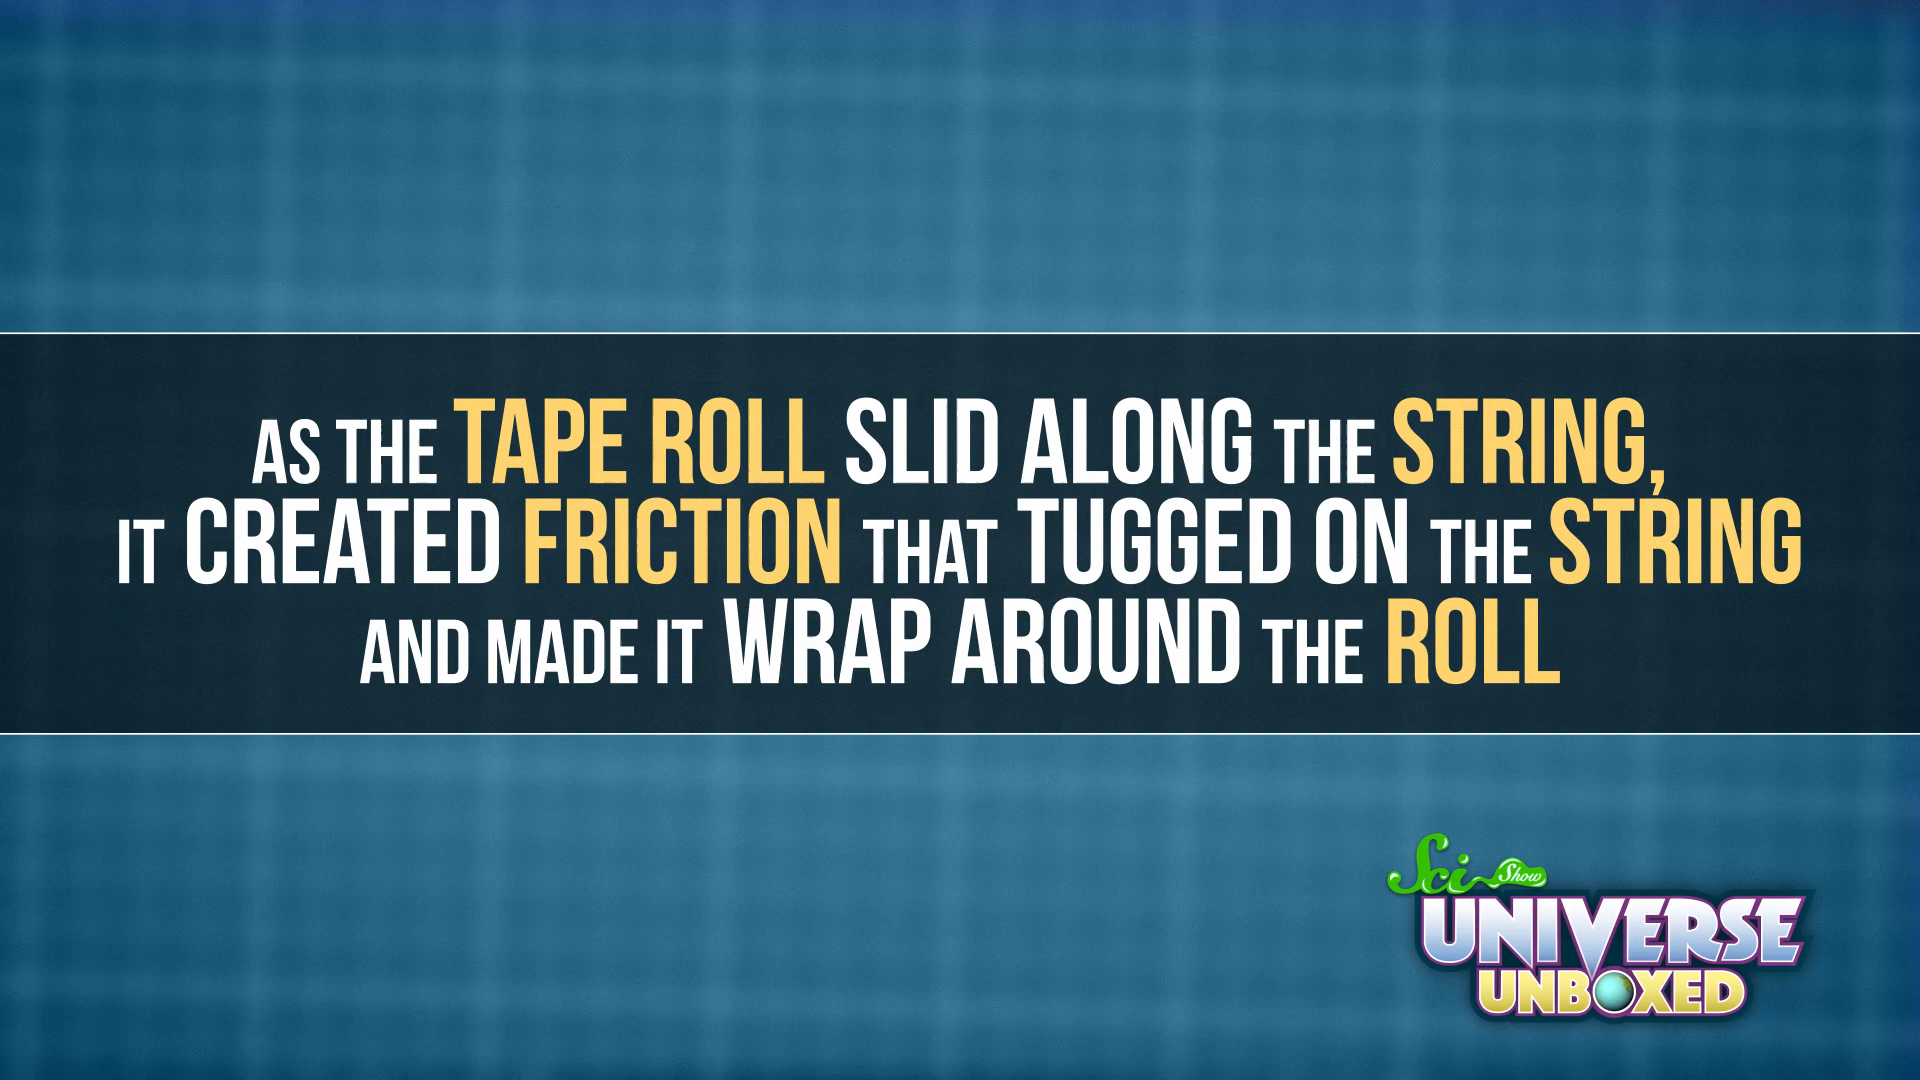 AS THE TAPE ROLL SLID ALONG THE STRING,
IT CREATED FRICTION THAT TUGGED ON THE STRING
AND MADE IT WRAP AROUND THE ROLL
Sci Show
UNIVERSE
UNBOXED